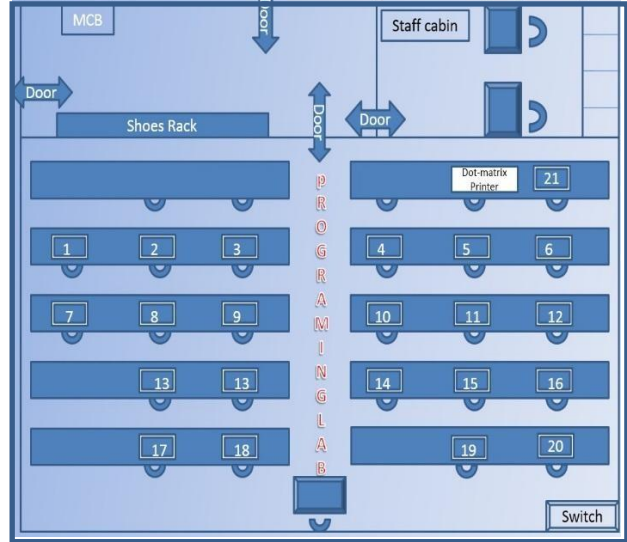 MCB
Staff cabin
Door
Door
Shoes Rack
Door
Door
PROGRAMINGLAB
Dot-matrix
Printer
21
1 2 3 4 5 6
7 8 9 10 11 12
13 13 14 15 16
17 18 19 20
Switch